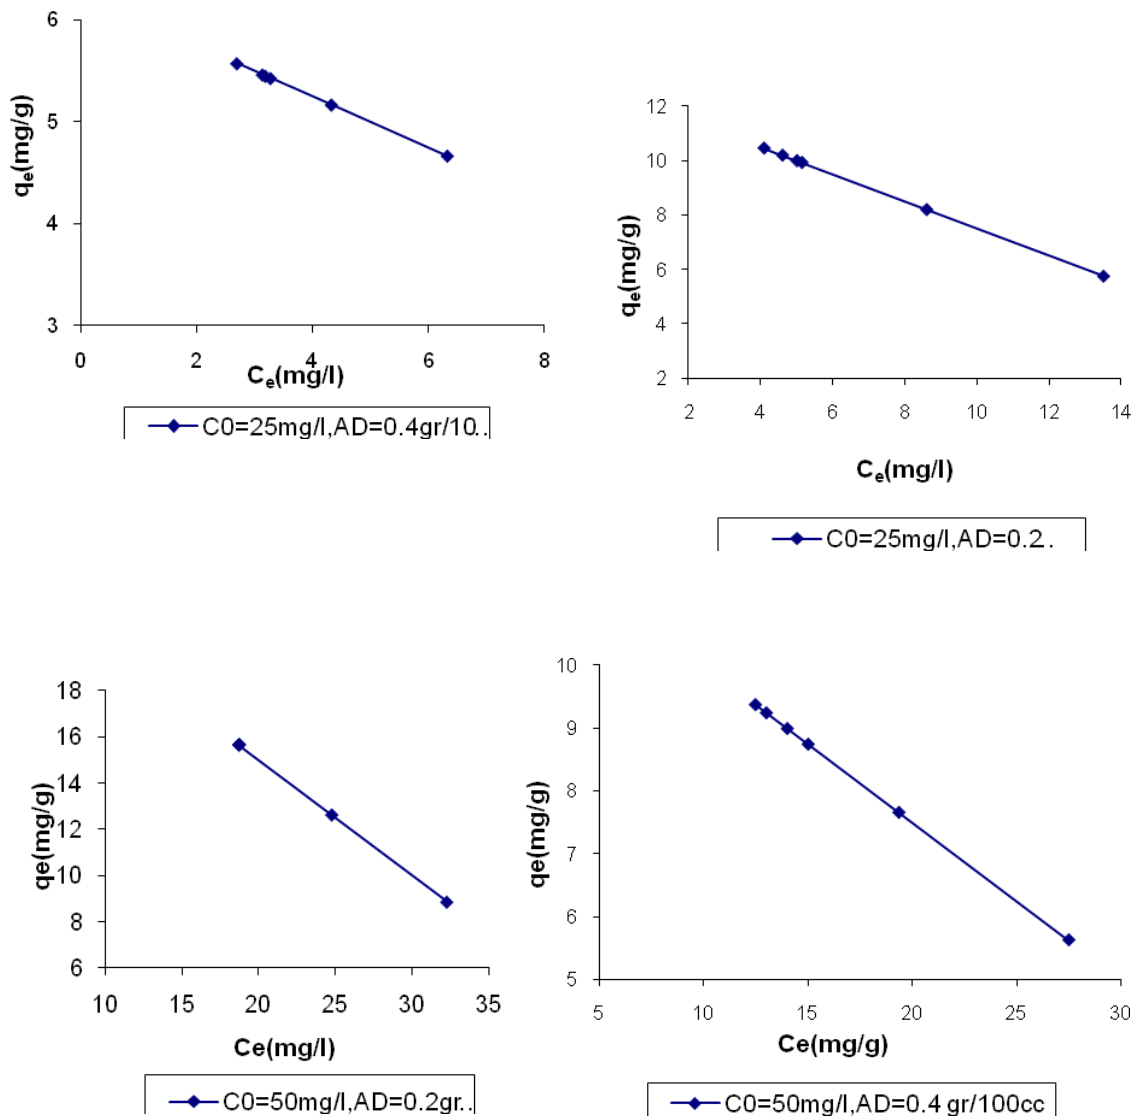 6
5
4
3
qₑ(mg/g)
0 2 4 6 8
Cₑ(mg/l)
C0=25mg/l,AD=0.4gr/10..
12
10
8
6
4
2
qₑ(mg/g)
2 4 6 8 10 12 14
Cₑ(mg/l)
C0=25mg/l,AD=0.2..
18
16
14
12
10
8
6
qe(mg/g)
10 15 20 25 30 35
Ce(mg/l)
C0=50mg/l,AD=0.2gr..
10
9
8
7
6
5
qe(mg/g)
5 10 15 20 25 30
Ce(mg/g)
C0=50mg/l,AD=0.4 gr/100cc